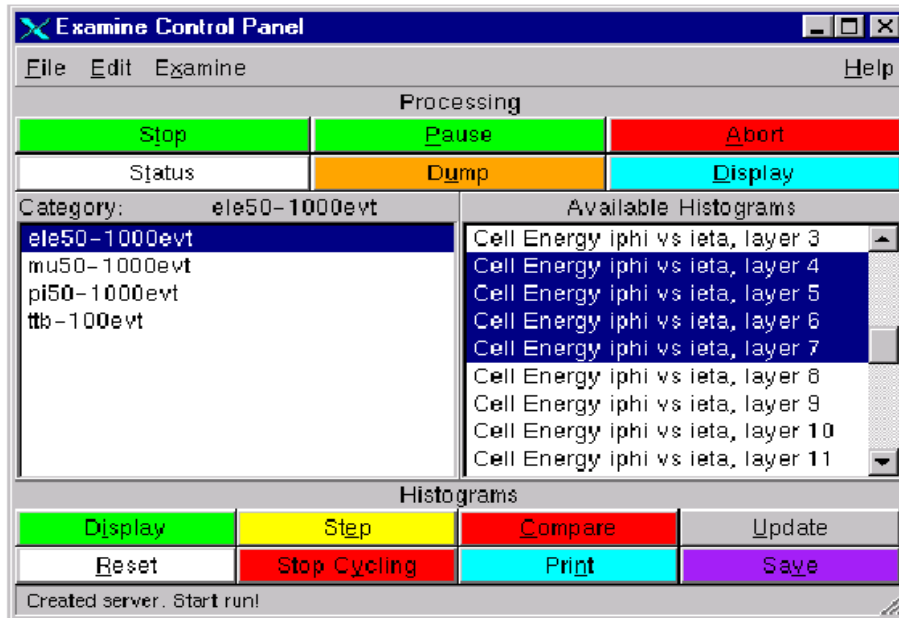 Examine Control Panel
File Edit Examine Help
Processing
Stop Pause Abort
Status Dump Display
Category: ele50-1000evt Available Histograms
ele50-1000evt
mu50-1000evt
pi50-1000evt
ttb-100evt
Cell Energy iphi vs ieta, layer 3
Cell Energy iphi vs ieta, layer 4
Cell Energy iphi vs ieta, layer 5
Cell Energy iphi vs ieta, layer 6
Cell Energy iphi vs ieta, layer 7
Cell Energy iphi vs ieta, layer 8
Cell Energy iphi vs ieta, layer 9
Cell Energy iphi vs ieta, layer 10
Cell Energy iphi vs ieta, layer 11
Histograms
Display Step Compare Update
Reset Stop Cycling Print Save
Created server. Start run!